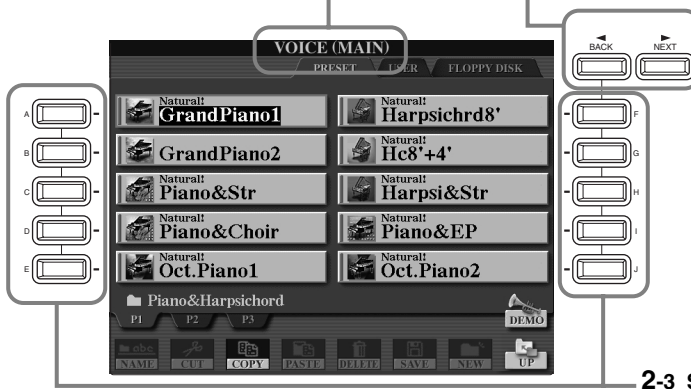 VOICE (MAIN)
BACK NEXT
PRESET USER FLOPPY DISK
A Natural! GrandPiano1 Natural! Harpsichrd8' F
B GrandPiano2 Natural! Hc8'+4' G
C Natural! Piano&Str Natural! Harpsi&Str H
D Natural! Piano&Choir Natural! Piano&EP I
E Natural! Oct.Piano1 Natural! Oct.Piano2 J
Piano&Harpsichord
P1 P2 P3 DEMO
abc
NAME CUT COPY PASTE DELETE SAVE NEW UP
2-3